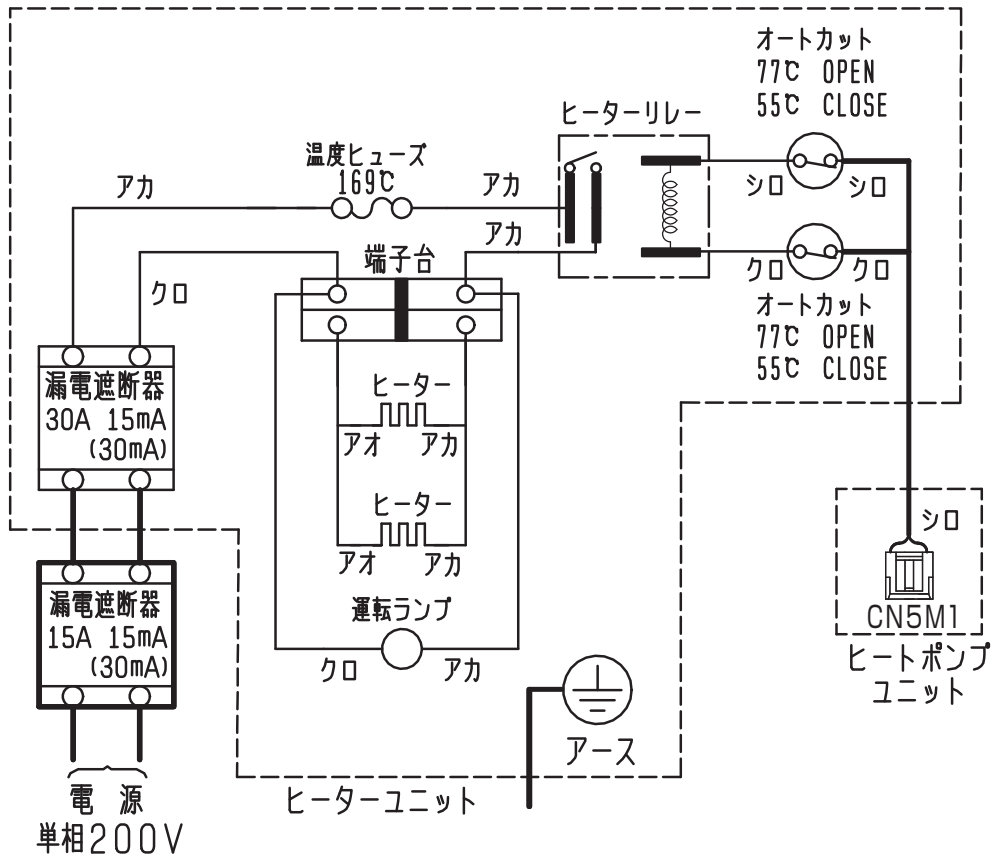 オートカット
77℃ OPEN
55℃ CLOSE
ヒーターリレー
温度ヒューズ
169℃
アカ
アカ
シロ
シロ
アカ
端子台
クロ
クロ
クロ
オートカット
77℃ OPEN
55℃ CLOSE
漏電遮断器
30A 15mA
(30mA)
ヒーター
アオ
アカ
ヒーター
アオ
アカ
シロ
CN5M1
ヒートポンプ
ユニット
漏電遮断器
15A 15mA
(30mA)
運転ランプ
クロ
アカ
アース
ヒーターユニット
電源
単相200V